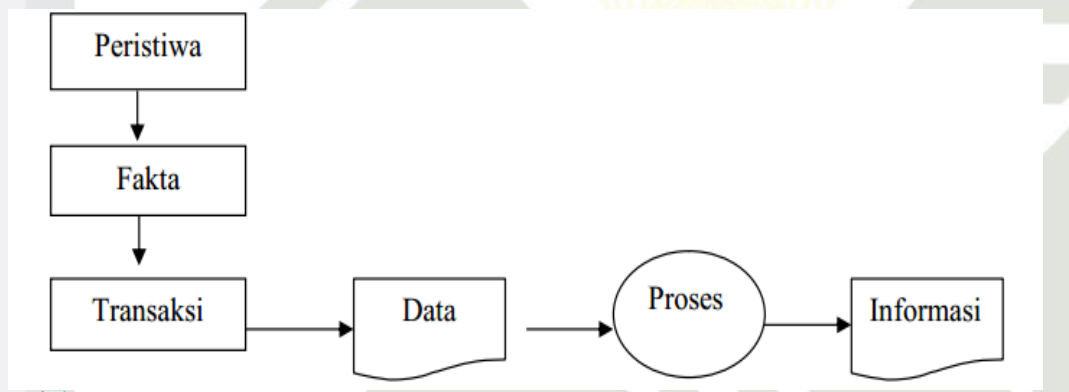 Peristiwa
Fakta
Transaksi
Data
Proses
Informasi